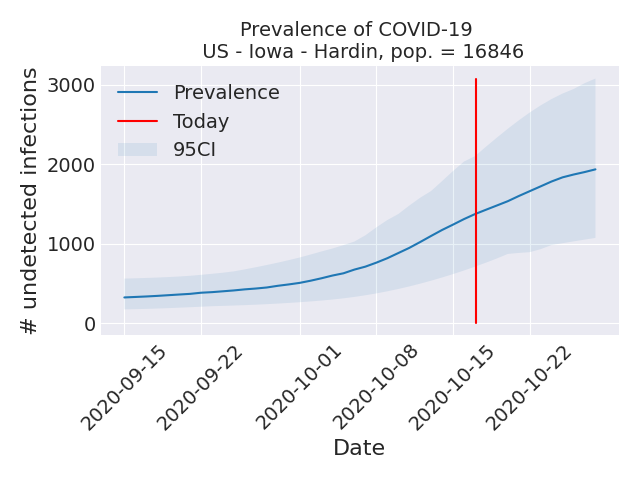 Prevalence of COVID-19
US - Iowa - Hardin, pop. = 16846
# undetected infections
3000
2000
1000
0
Prevalence
Today
95CI
2020-09-15
2020-09-22
2020-10-01
2020-10-08
2020-10-15
2020-10-22
Date